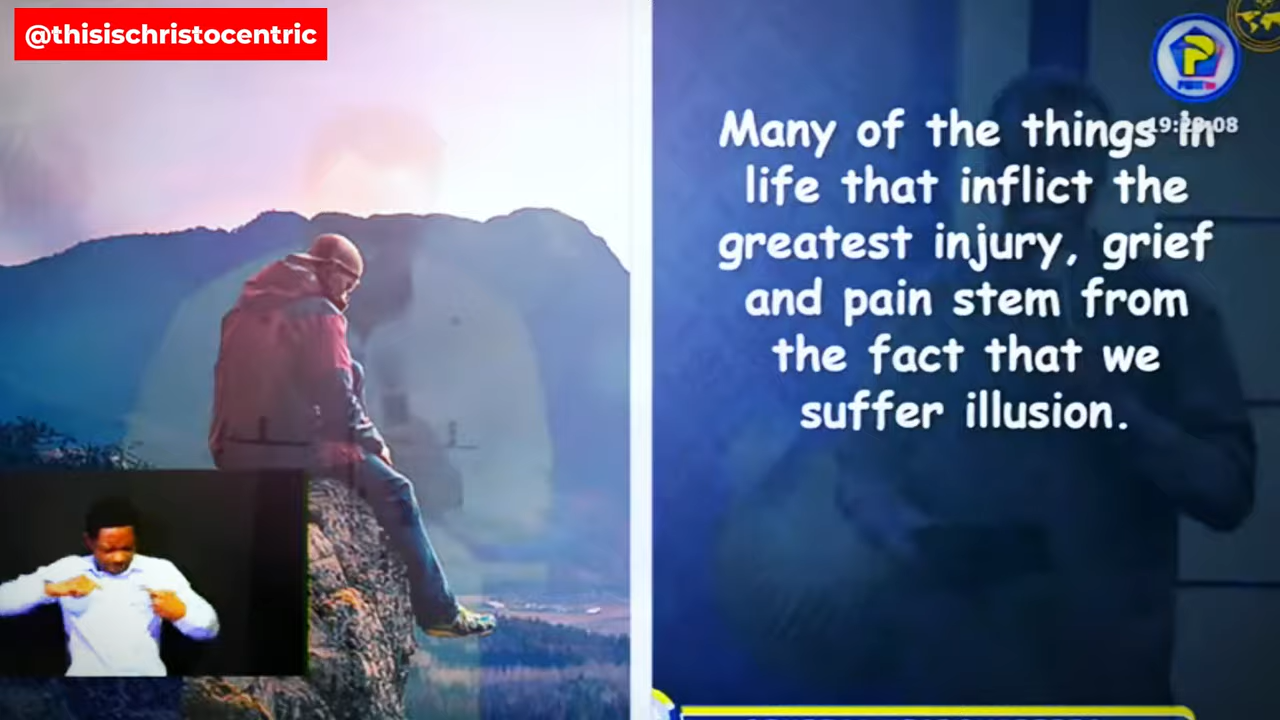 @thisischristocentric
Many of the things in
life that inflict the
greatest injury, grief
and pain stem from
the fact that we
suffer illusion.